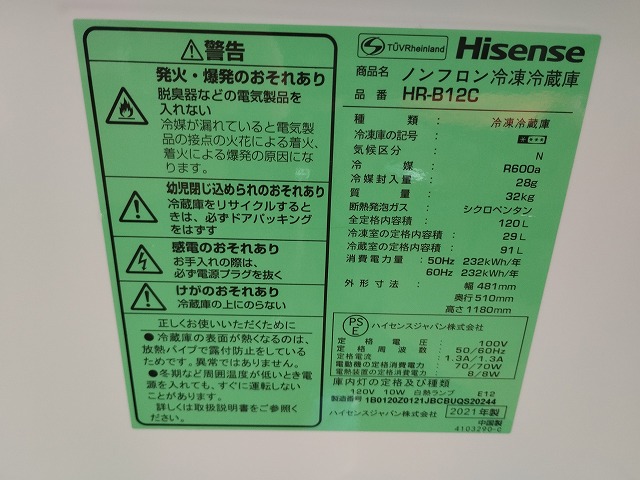 警告
発火・爆発のおそれあり
脱臭器などの電気製品を
入れない
冷媒が漏れていると電気製
品の接点の火花による着火、
着火による爆発の原因にな
ります。
幼児閉じ込められのおそれあり
冷蔵庫をリサイクルすると
きは、必ずドアパッキング
をはずす
感電のおそれあり
お手入れの際は、
必ず電源プラグを抜く
けがのおそれあり
冷蔵庫の上にのらない
正しくお使いいただくために
●冷蔵庫の表面が熱くなるのは、
放熱パイプで露付防止をしている
ためです。異常ではありません。
●冬期など周囲温度が低いときに電
源を入れても、すぐに運転しない
ことがあります。
詳しくは取扱説明書をご参照く
ださい。
TÜVRheinland
Hisense
商品名 ノンフロン冷凍冷蔵庫
品番 HR-B12C
種類 : 冷凍冷蔵庫
冷凍庫の記号 :
気候区分 : N
冷媒 : R600a
冷媒封入量 : 28g
質量 : 32kg
断熱発泡ガス : シクロペンタン
全定格内容積 : 120L
冷凍室の定格内容積 : 29L
冷蔵室の定格内容積 : 91L
消費電力量 : 50Hz 232kWh/年
60Hz 232kWh/年
外形寸法 : 幅 481mm
奥行 510mm
高さ 1180mm
PS
E
ハイセンスジャパン株式会社
定格電圧 : 100V
定格周波数 : 50/60Hz
定格電流 : 1.3A/1.3A
電動機の定格消費電力 : 70/70W
電熱装置の定格消費電力 : 8/8W
庫内灯の定格及び種類
120V 10W 白熱ランプ E12
製造番号 1B0120Z0121JBCBUQS20244
ハイセンスジャパン株式会社 2021年製
中国製
4103290-C